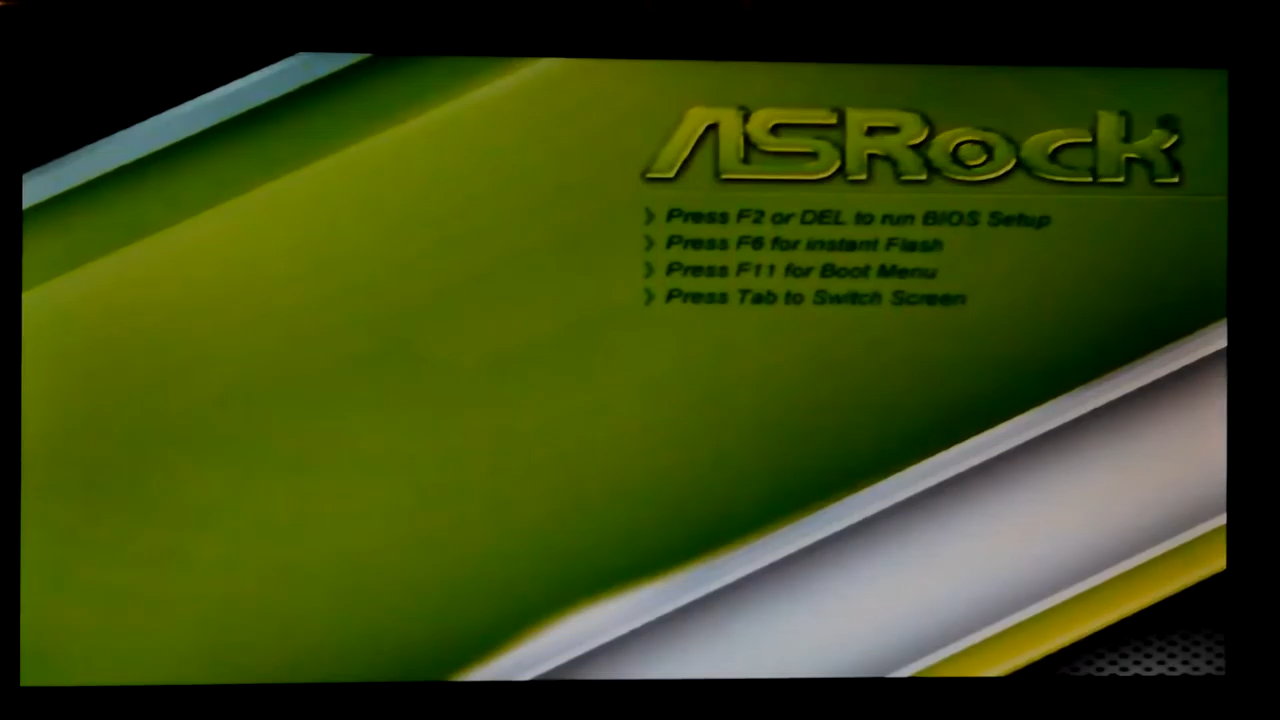 ASRock
Press F2 or DEL to run BIOS Setup
Press F6 for instant Flash
Press F11 for Boot Menu
Press Tab to Switch Screen